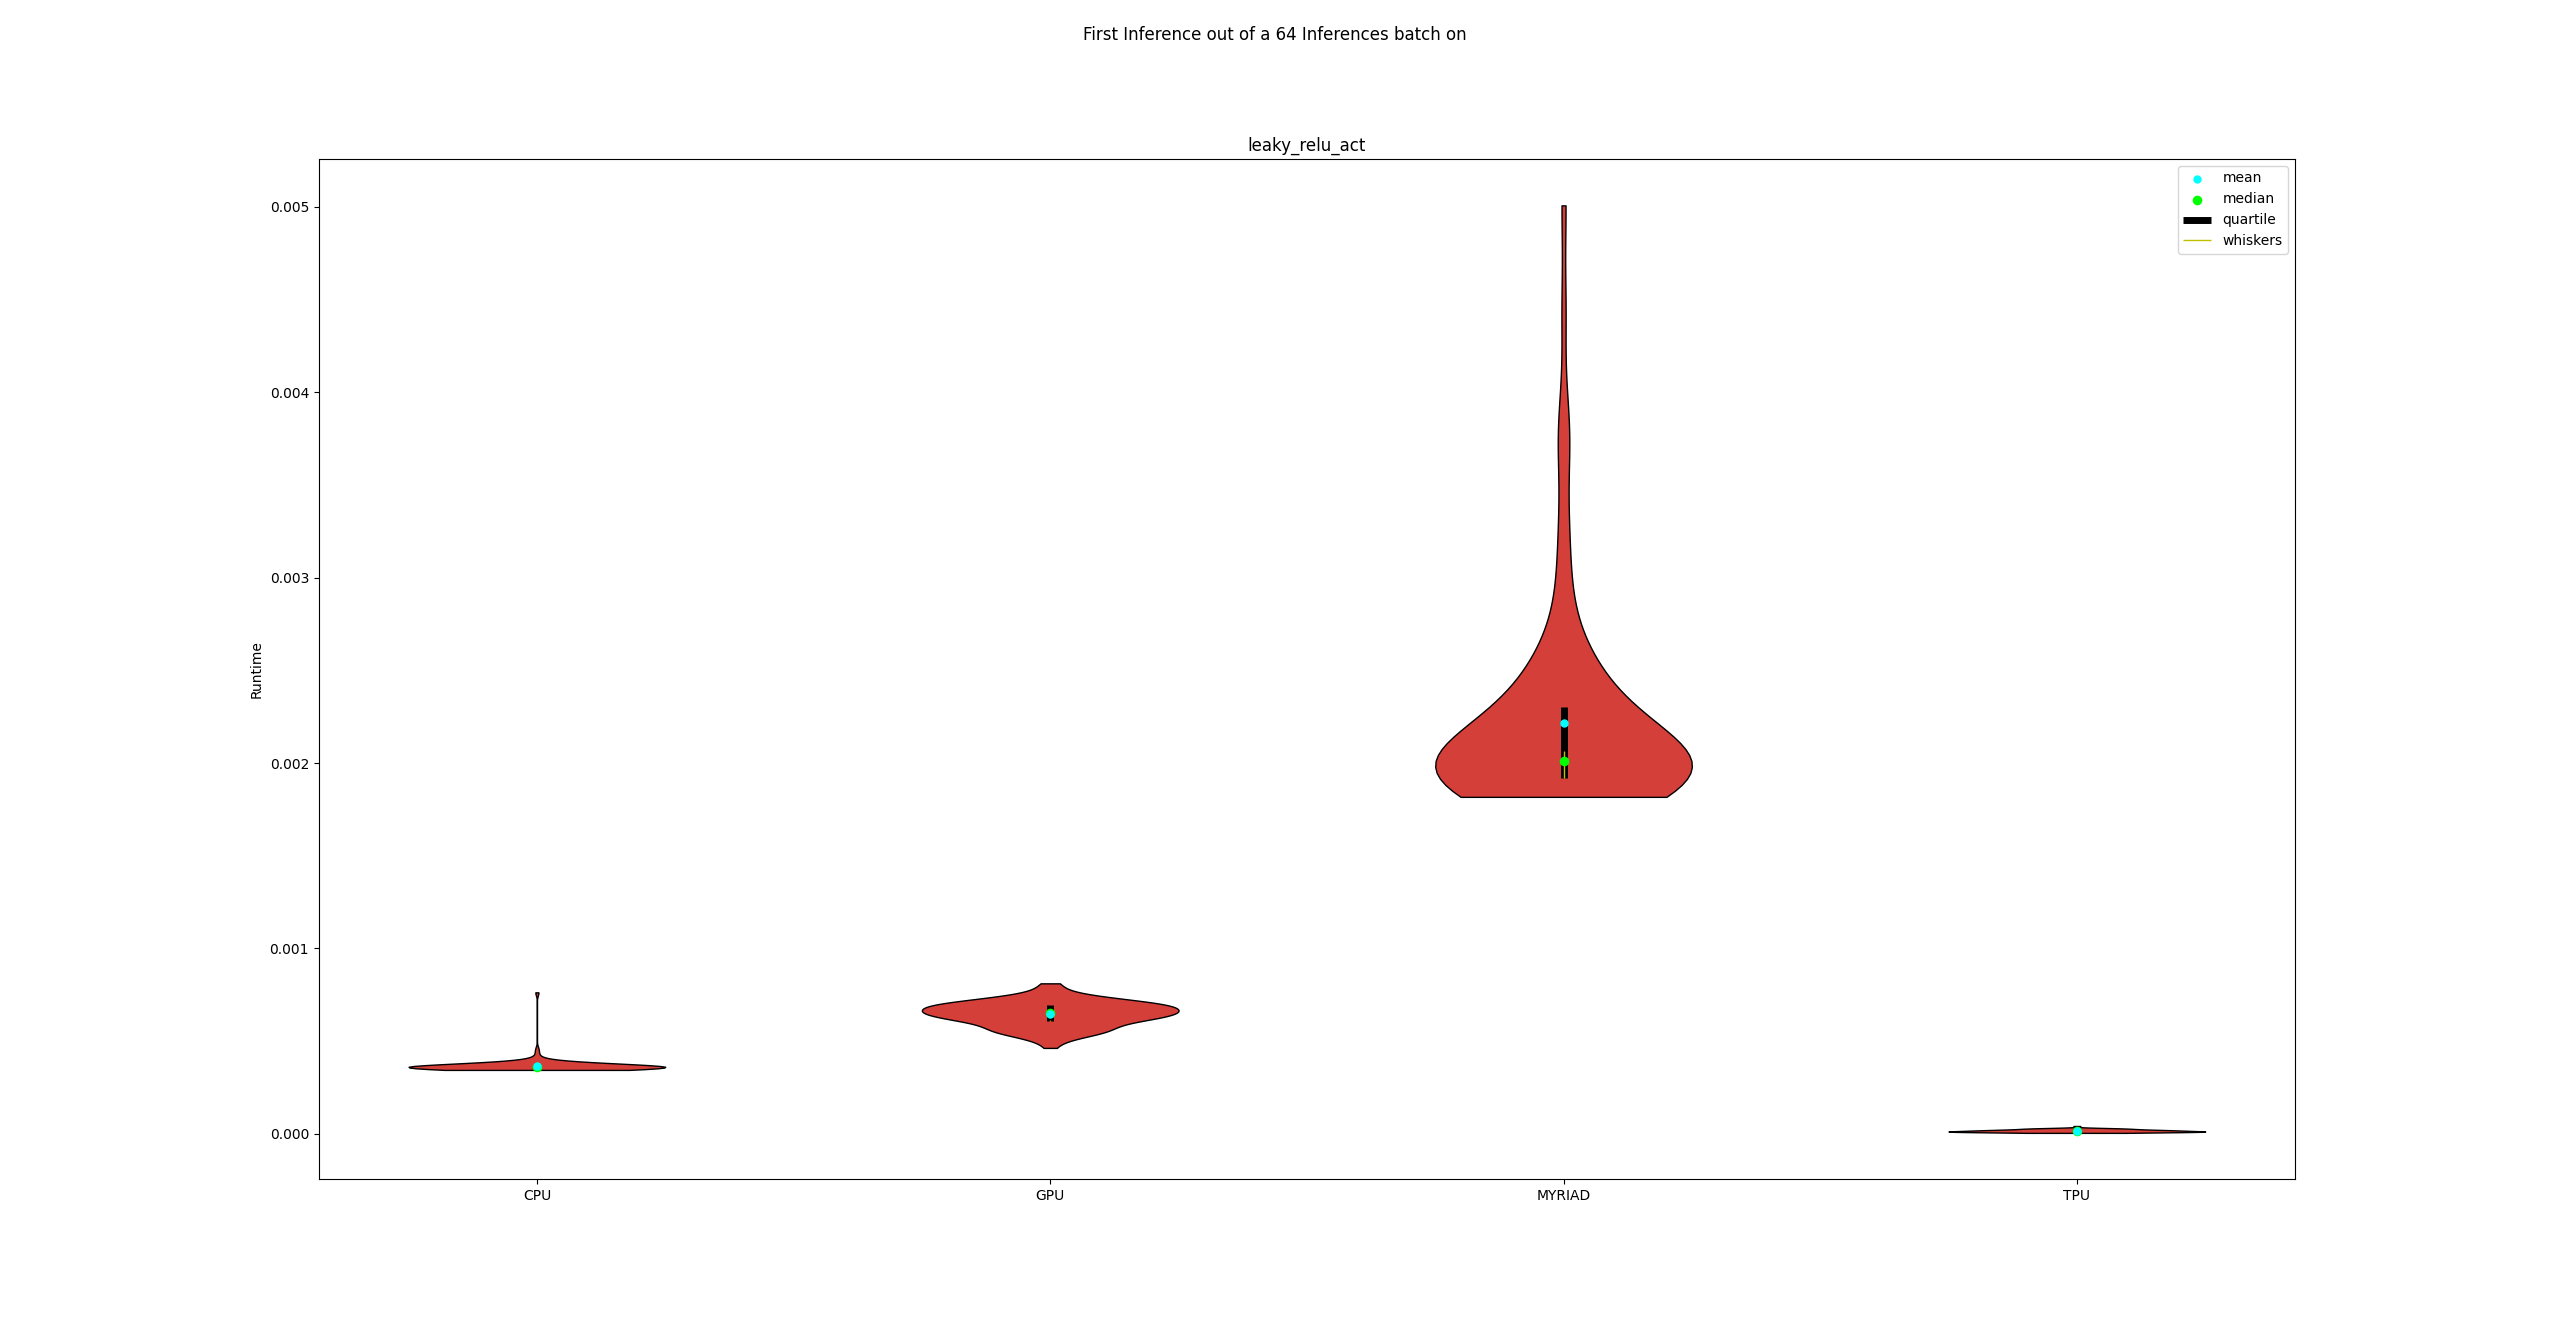 First Inference out of a 64 Inferences batch on
leaky_relu_act
mean
median
quartile
whiskers
0.005
0.004
0.003
0.002
0.001
0.000
Runtime
CPU
GPU
MYRIAD
TPU